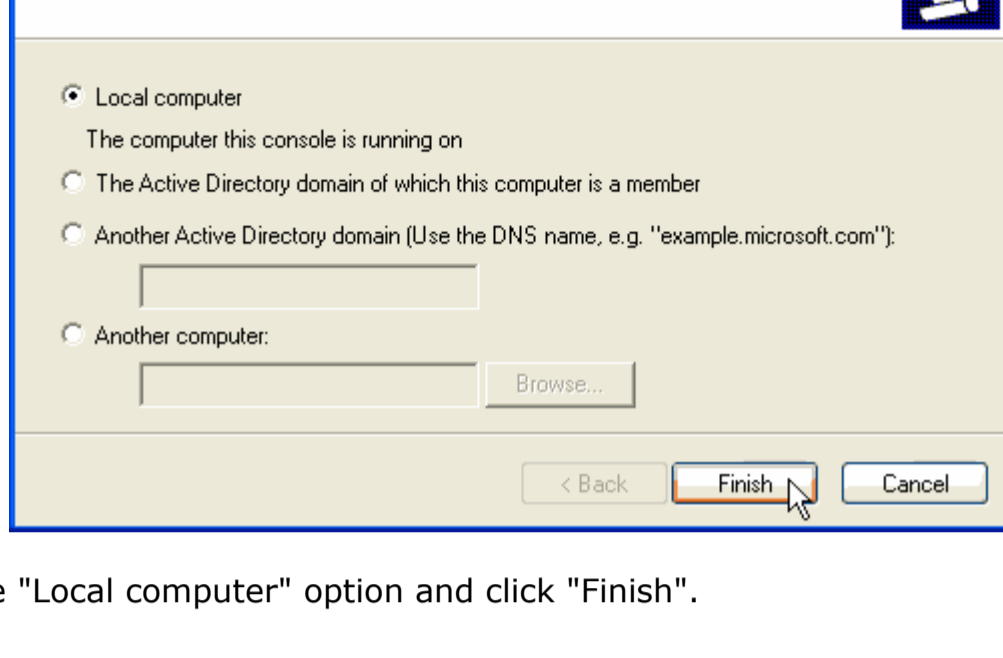 Local computer
The computer this console is running on
The Active Directory domain of which this computer is a member
Another Active Directory domain (Use the DNS name, e.g. "example.microsoft.com"):
Another computer:
Browse...
< Back
Finish
Cancel
"Local computer" option and click "Finish".